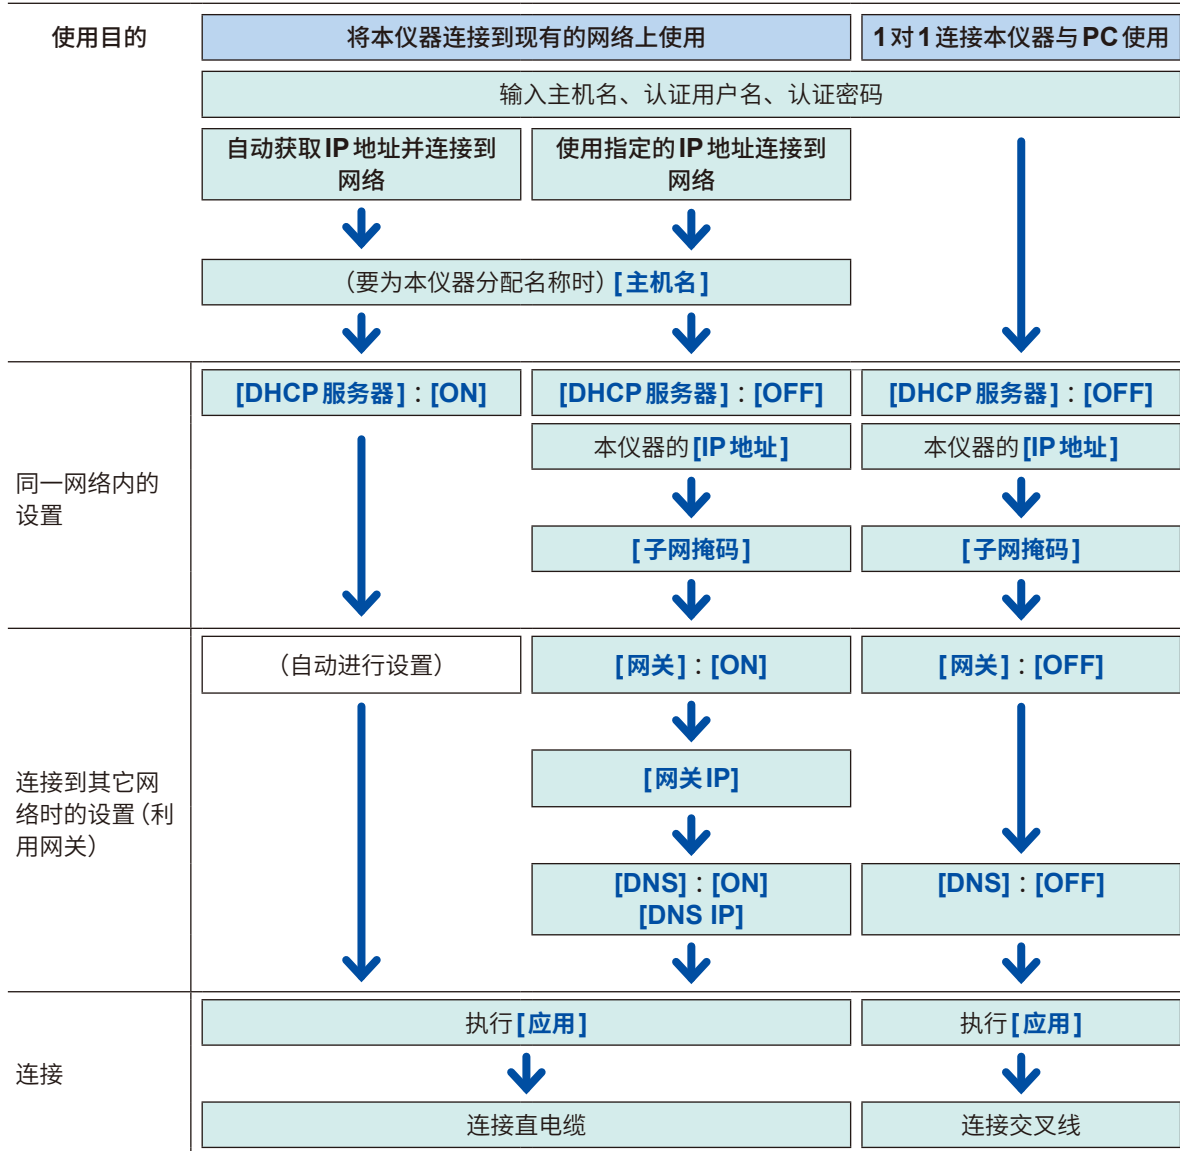 使用目的
将本仪器连接到现有的网络上使用
1对1连接本仪器与PC使用
输入主机名、认证用户名、认证密码
自动获取IP地址并连接到
网络
使用指定的IP地址连接到
网络
（要为本仪器分配名称时）[主机名]
同一网络内的
设置
[DHCP服务器]：[ON]
[DHCP服务器]：[OFF]
本仪器的[IP地址]
[子网掩码]
[DHCP服务器]：[OFF]
本仪器的[IP地址]
[子网掩码]
连接到其它网
络时的设置（利
用网关）
（自动进行设置）
[网关]：[ON]
[网关IP]
[DNS]：[ON]
[DNS IP]
[网关]：[OFF]
[DNS]：[OFF]
连接
执行[应用]
连接直电缆
执行[应用]
连接交叉线